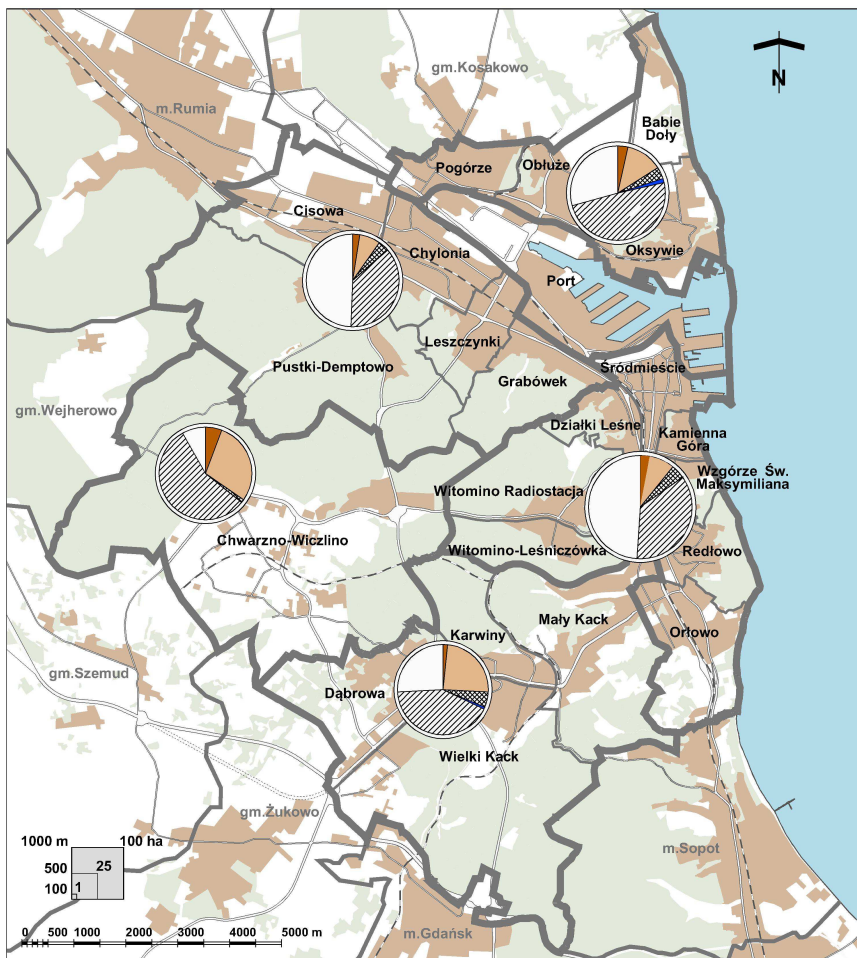 gm.Kosakowo
N
m.Rumia
Babie
Doły
Pogórze
Obłuże
Cisowa
Oksywie
Chylonia
Port
Leszczynki
Śródmieście
Pustki-Demptowo
Grabówek
gm.Wejherowo
Działki Leśne
Kamienna
Góra
Wzgórze Św.
Maksymiliana
Witomino Radiostacja
Chwarzno-Wiczlino
Witomino-Leśniczówka
Redłowo
Mały Kack
Karwiny
Orłowo
gm.Szemud
Dąbrowa
Wielki Kack
gm.Żukowo
1000 m 100 ha
m.Sopot
500 25
100 1
m.Gdańsk
0 500 1000 2000 3000 4000 5000 m